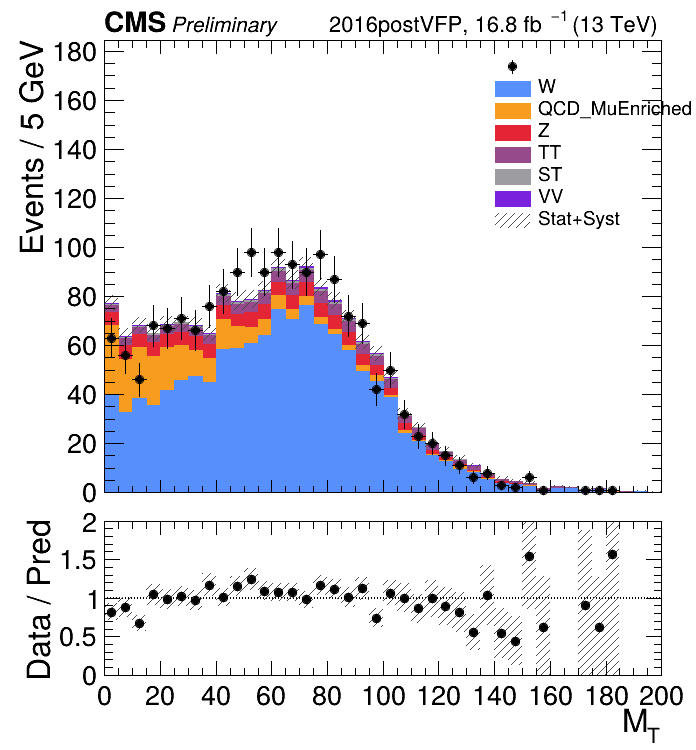 CMS Preliminary 2016postVFP, 16.8 fb⁻¹ (13 TeV)
Events / 5 GeV
180
160
140
120
100
80
60
40
20
0
W
QCD_MuEnriched
Z
TT
ST
VV
Stat+Syst
Data / Pred
2
1.5
1
0.5
0
0 20 40 60 80 100 120 140 160 180 200
M_T